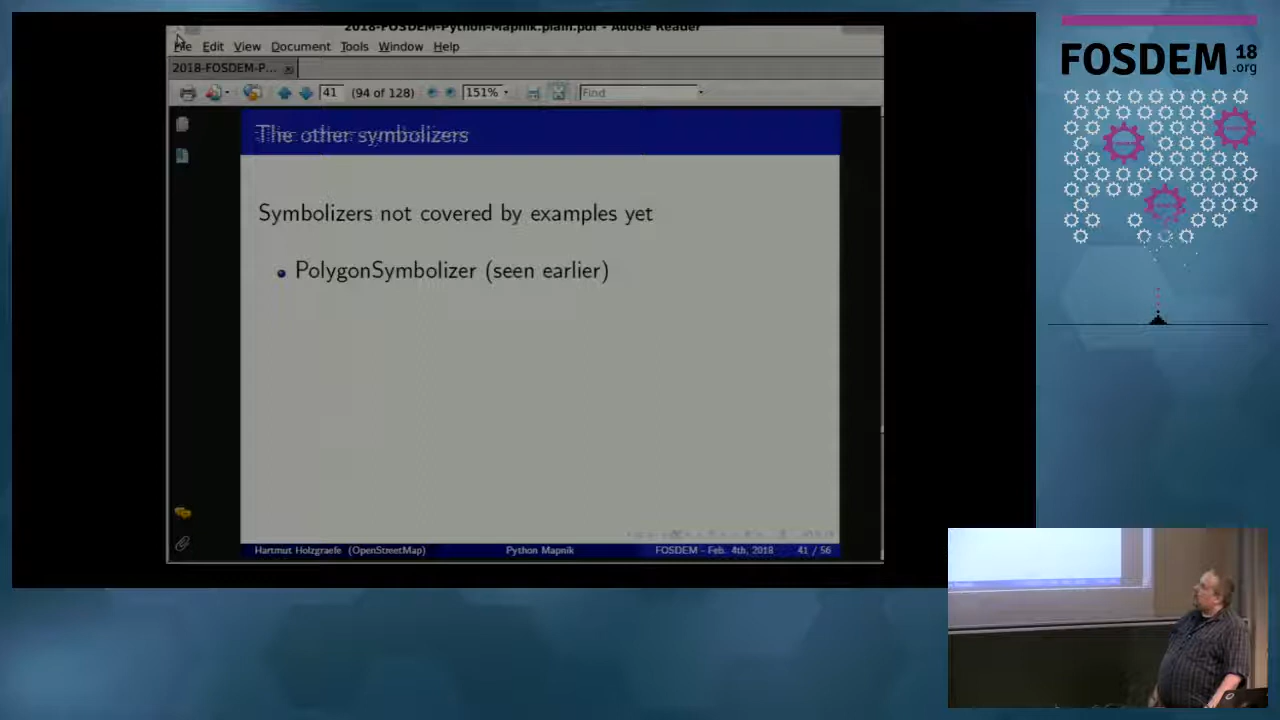 2018-FOSDEM-Python-Mapnik.plain.pdf - Adobe Reader
File Edit View Document Tools Window Help
2018-FOSDEM-P...
41 (94 of 128) 151% Find
The other symbolizers
Symbolizers not covered by examples yet
PolygonSymbolizer (seen earlier)
Hartmut Holzgraefe (OpenStreetMap) Python Mapnik FOSDEM - Feb. 4th, 2018 41 / 56
FOSDEM 18 .org